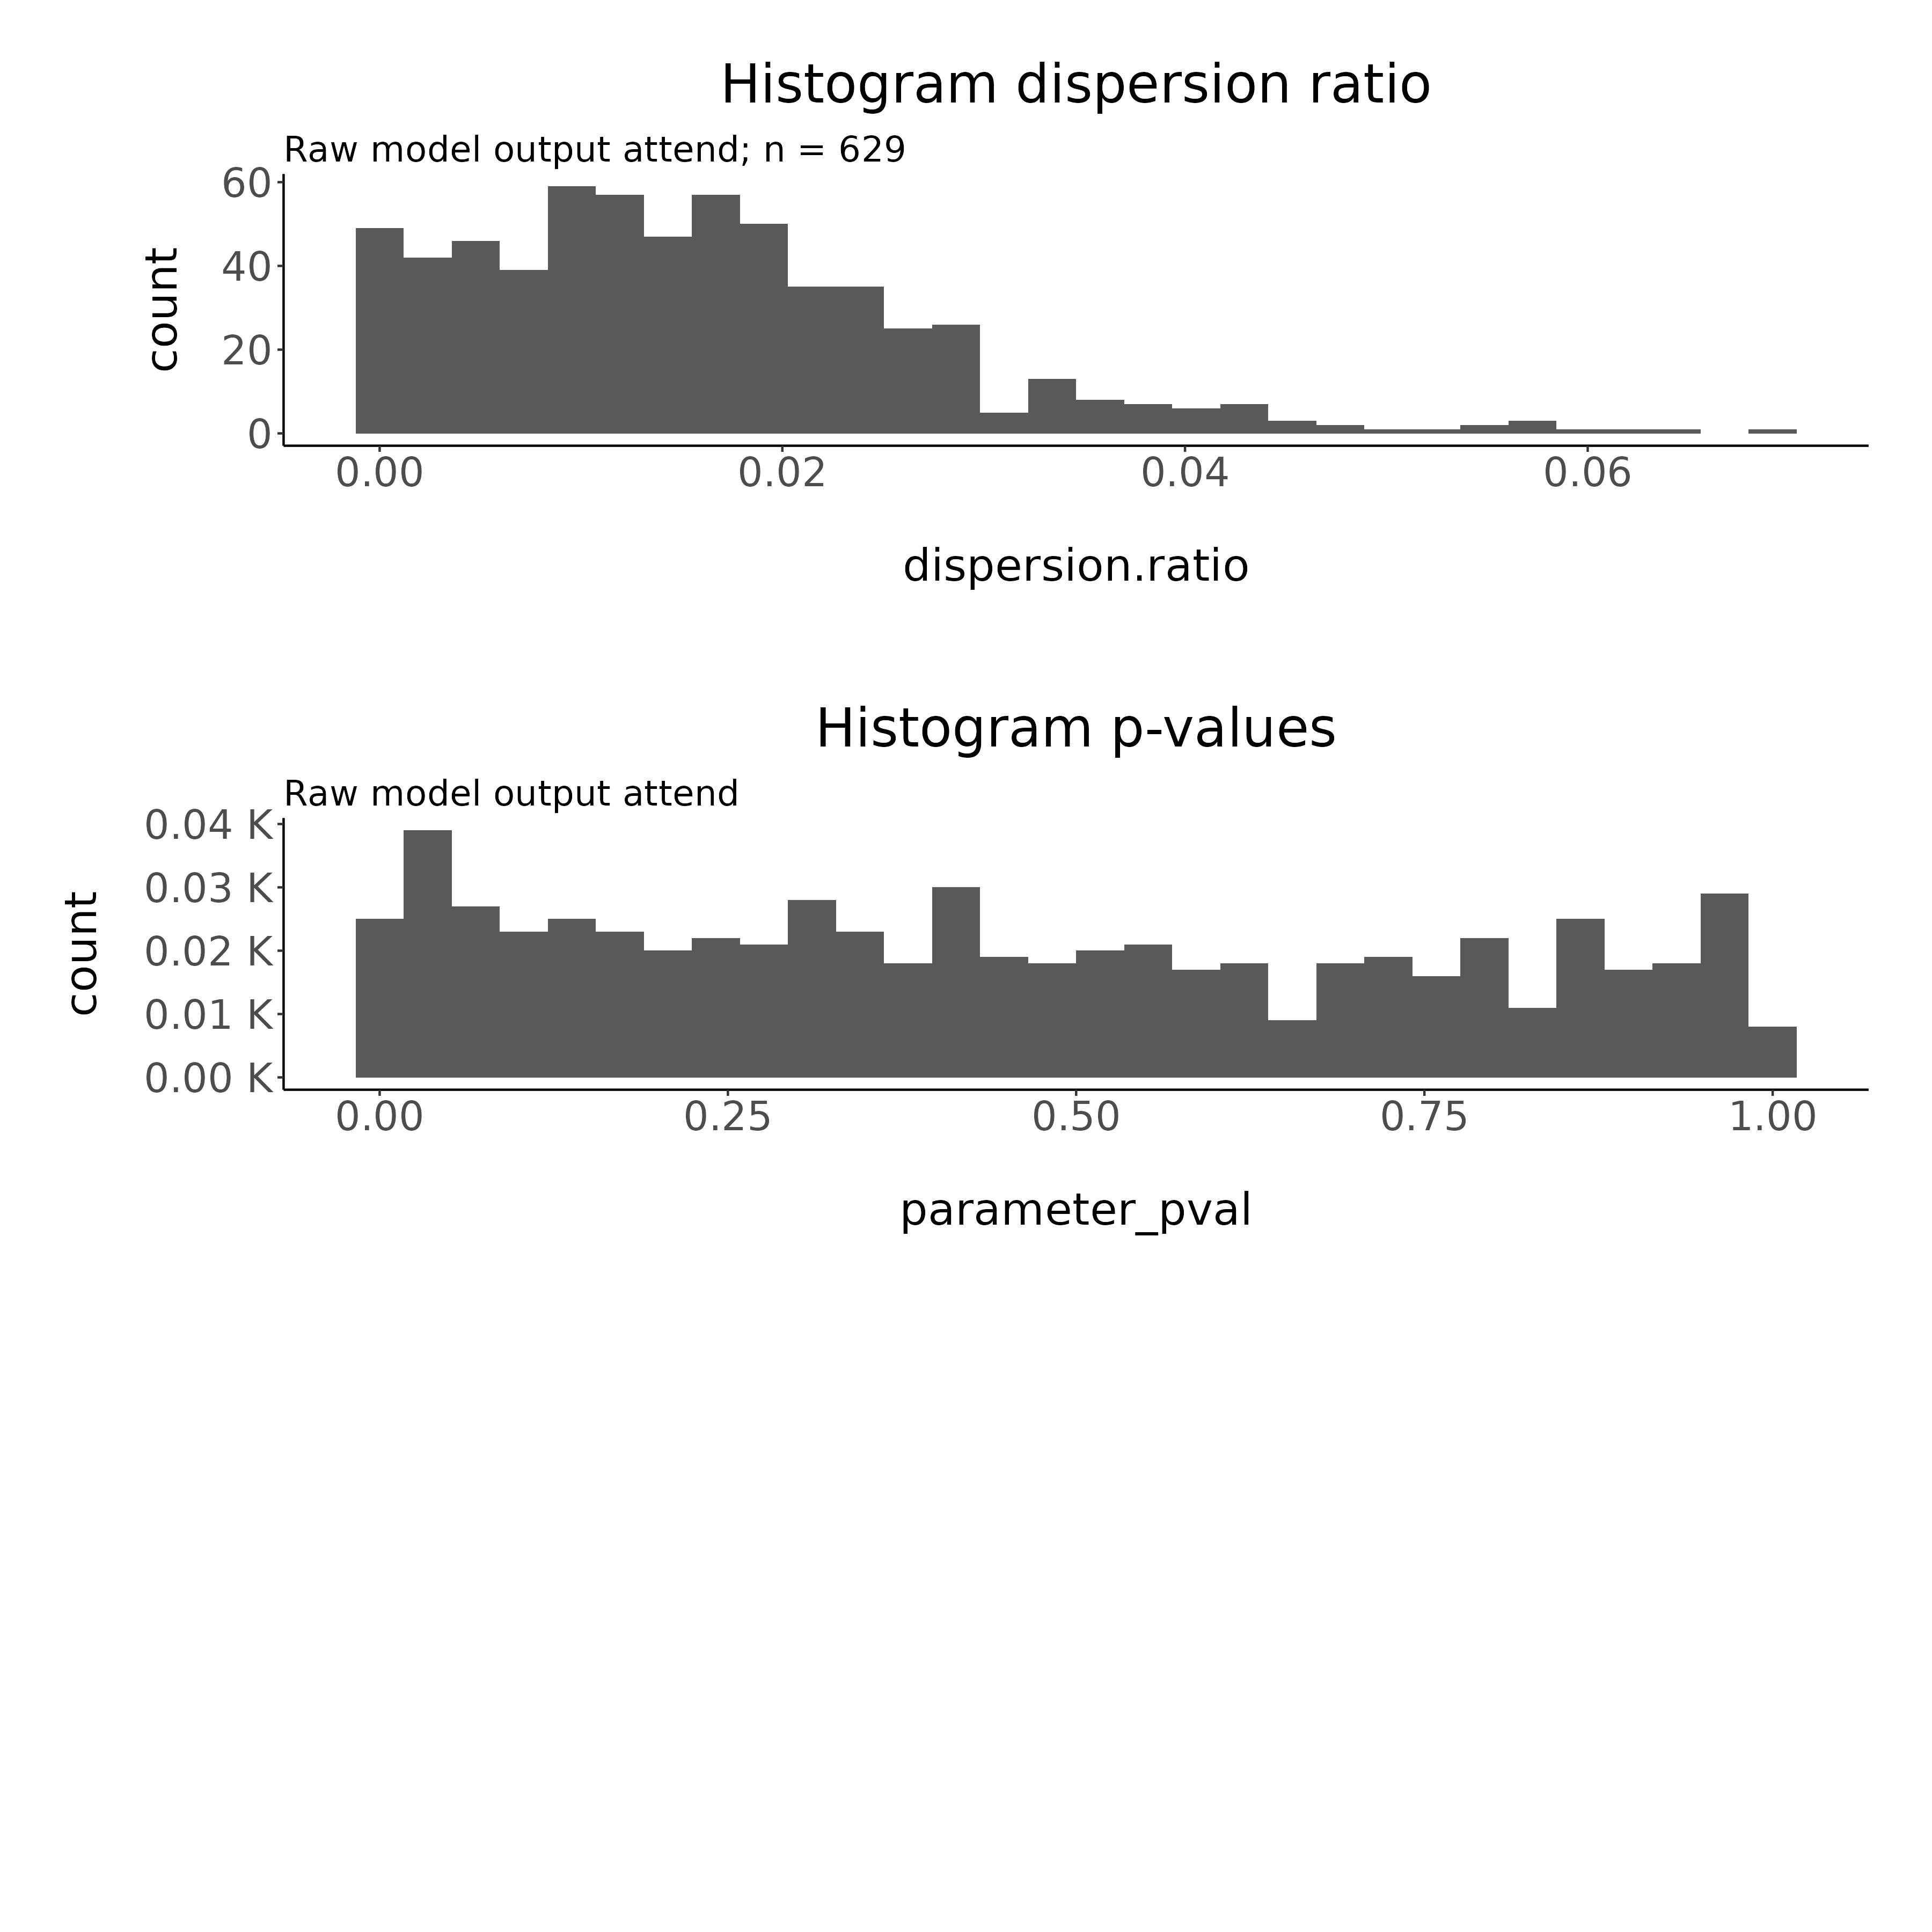 Histogram dispersion ratio
Raw model output attend; n = 629
60
40
20
0
count
0.00 0.02 0.04 0.06
dispersion.ratio
Histogram p-values
Raw model output attend
0.04 K
0.03 K
0.02 K
0.01 K
0.00 K
count
0.00 0.25 0.50 0.75 1.00
parameter_pval